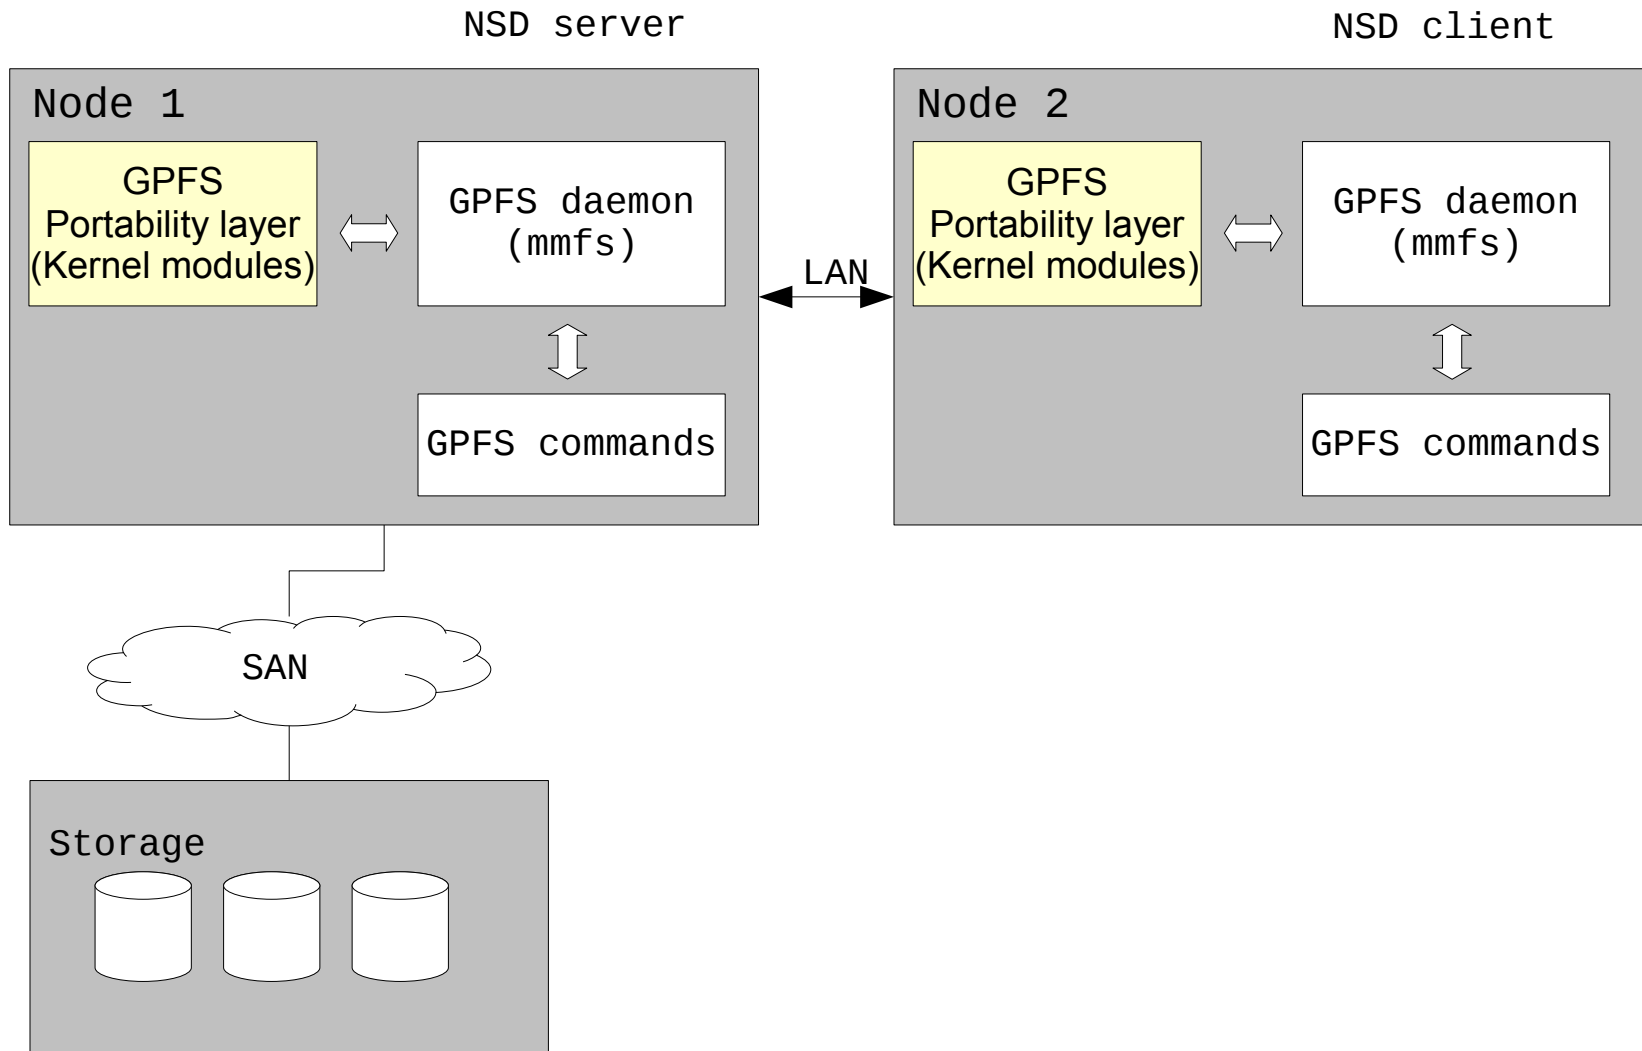 NSD server
NSD client
Node 1
GPFS
Portability layer
(Kernel modules)
GPFS daemon
(mmfs)
GPFS commands
LAN
Node 2
GPFS
Portability layer
(Kernel modules)
GPFS daemon
(mmfs)
GPFS commands
SAN
Storage